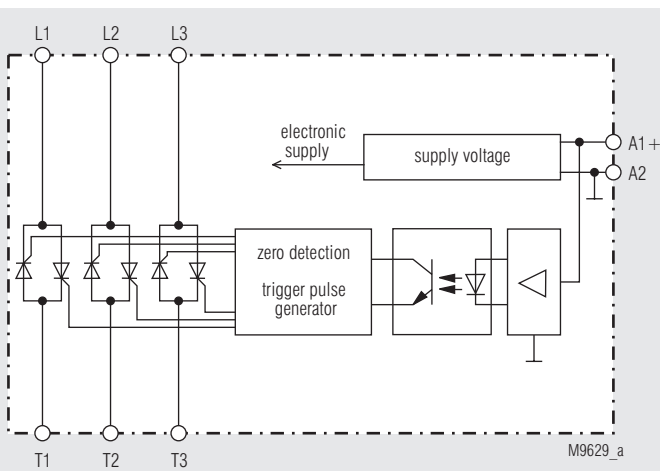 L1
L2
L3
electronic
supply
supply voltage
A1+
A2
zero detection
trigger pulse
generator
T1
T2
T3
M9629_a